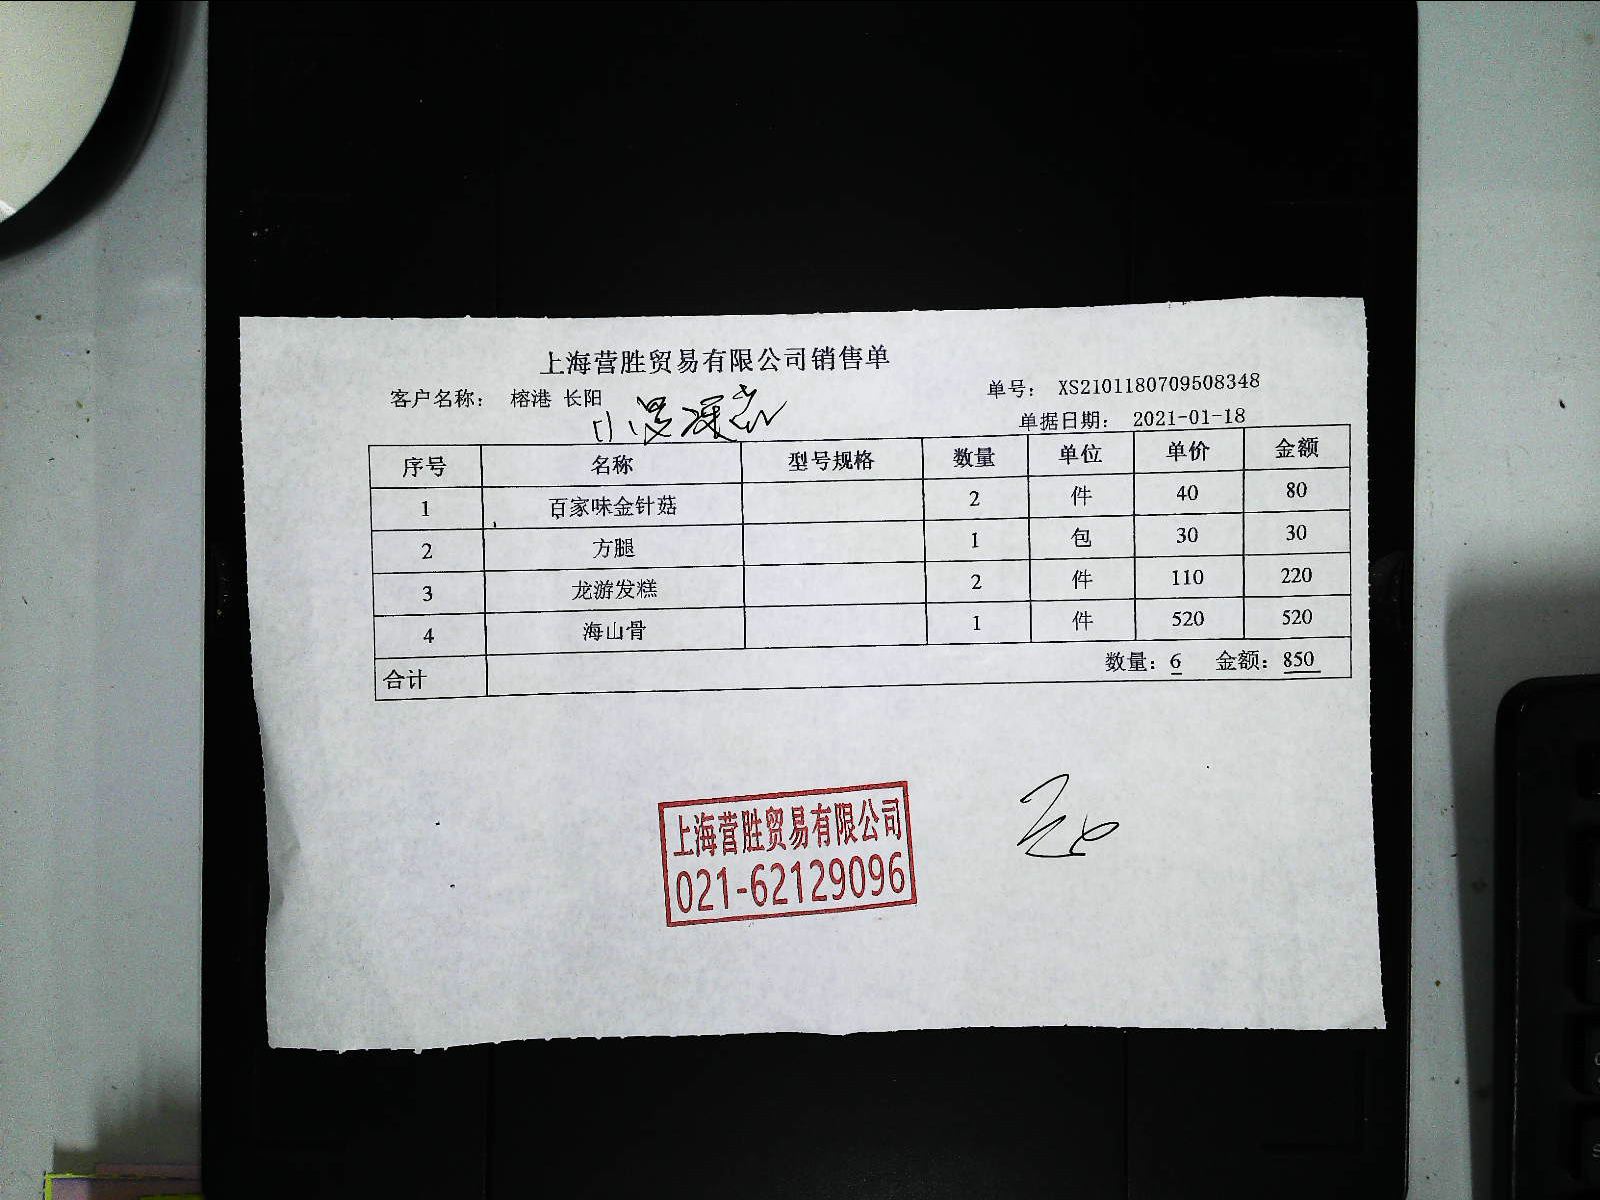 上海营胜贸易有限公司销售单
客户名称： 榕港 长阳 单号： XS2101180709508348
单据日期： 2021-01-18
序号 名称 型号规格 数量 单位 单价 金额
1 百家味金针菇 2 件 40 80
2 方腿 1 包 30 30
3 龙游发糕 2 件 110 220
4 海山骨 1 件 520 520
合计 数量：6 金额：850
上海营胜贸易有限公司
021-62129096